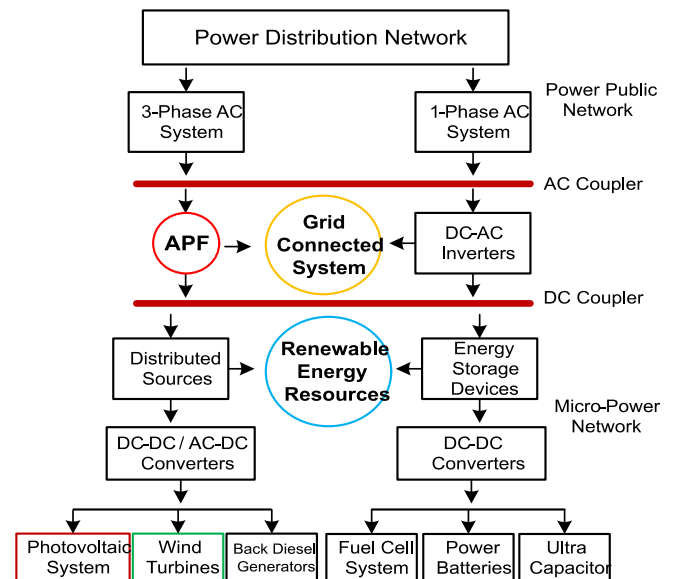 Power Distribution Network
3-Phase AC
System
1-Phase AC
System
Power Public
Network
AC Coupler
APF
Grid
Connected
System
DC-AC
Inverters
DC Coupler
Distributed
Sources
Renewable
Energy
Resources
Energy
Storage
Devices
Micro-Power
Network
DC-DC / AC-DC
Converters
DC-DC
Converters
Photovoltaic
System
Wind
Turbines
Back Diesel
Generators
Fuel Cell
System
Power
Batteries
Ultra
Capacitor